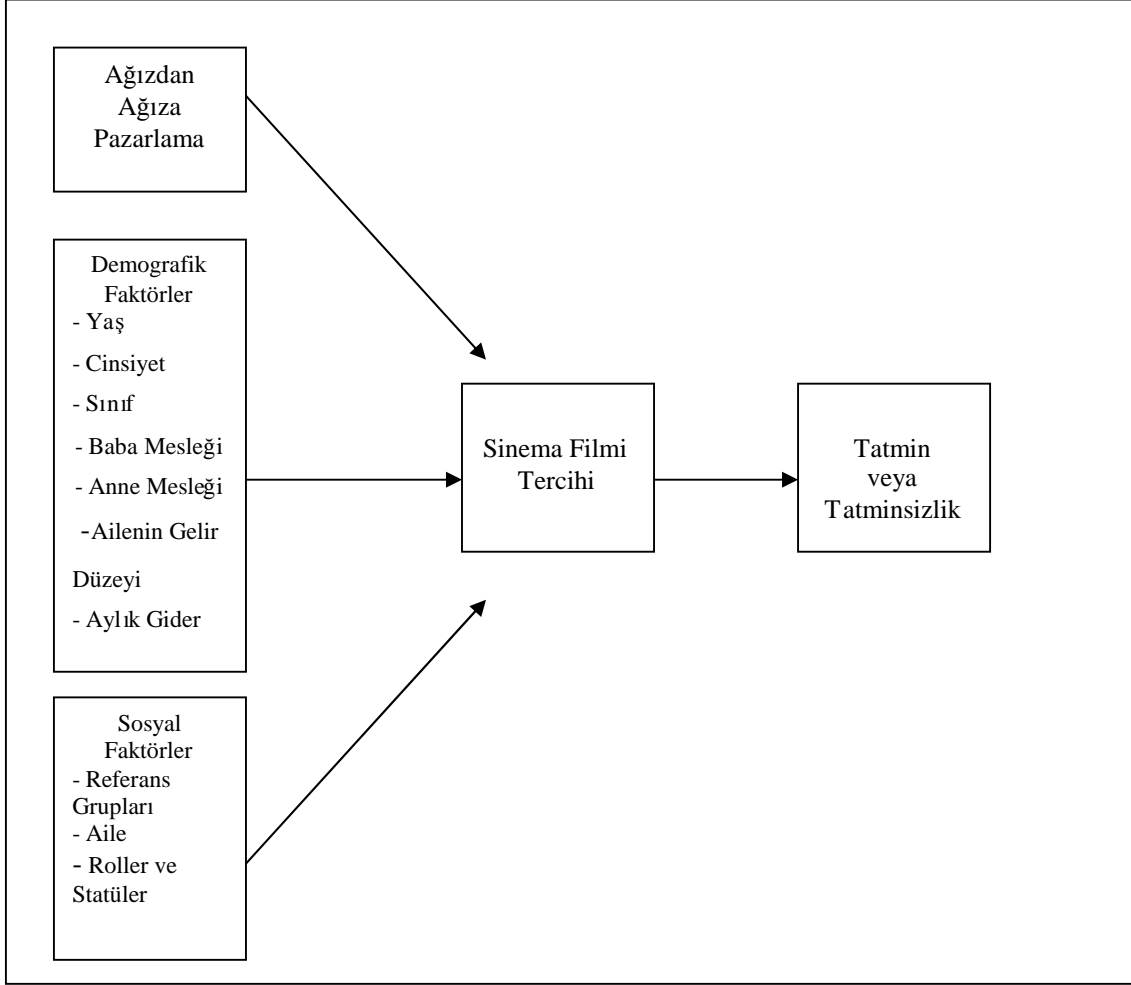 Ağızdan
Ağıza
Pazarlama
Demografik
Faktörler
- Yaş
- Cinsiyet
- Sınıf
- Baba Mesleği
- Anne Mesleği
-Ailenin Gelir
Düzeyi
- Aylık Gider
Sosyal
Faktörler
- Referans
Grupları
- Aile
- Roller ve
Statüler
Sinema Filmi
Tercihi
Tatmin
veya
Tatminsizlik